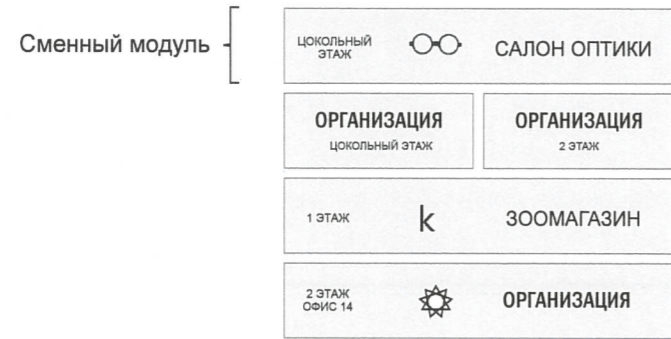 Сменный модуль
ЦОКОЛЬНЫЙ
ЭТАЖ
САЛОН ОПТИКИ
ОРГАНИЗАЦИЯ
ЦОКОЛЬНЫЙ ЭТАЖ
ОРГАНИЗАЦИЯ
2 ЭТАЖ
1 ЭТАЖ
k
ЗООМАГАЗИН
2 ЭТАЖ
ОФИС 14
ОРГАНИЗАЦИЯ